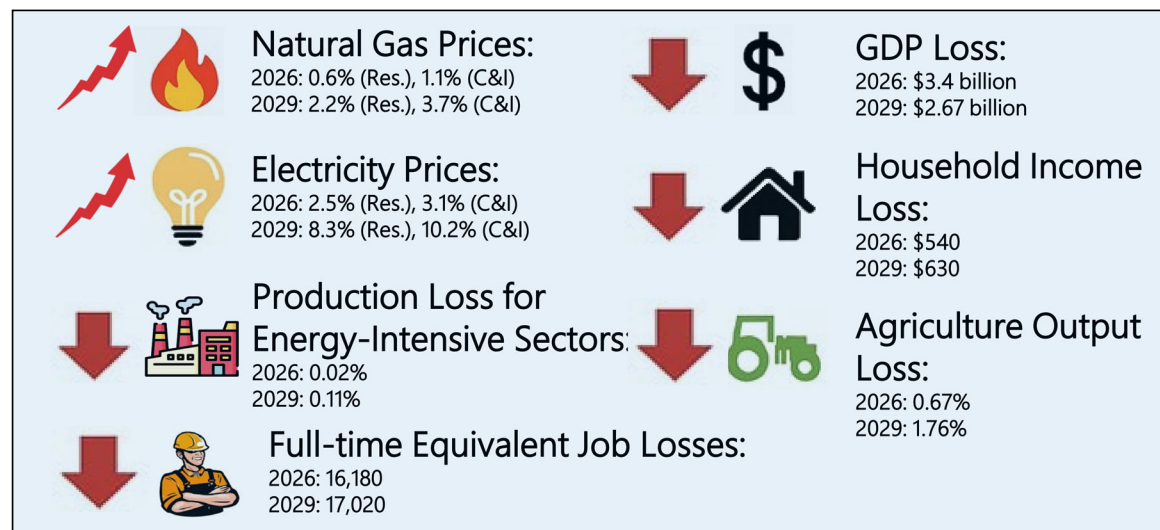 Natural Gas Prices:
2026: 0.6% (Res.), 1.1% (C&I)
2029: 2.2% (Res.), 3.7% (C&I)
Electricity Prices:
2026: 2.5% (Res.), 3.1% (C&I)
2029: 8.3% (Res.), 10.2% (C&I)
Production Loss for
Energy-Intensive Sectors:
2026: 0.02%
2029: 0.11%
Full-time Equivalent Job Losses:
2026: 16,180
2029: 17,020
$
GDP Loss:
2026: $3.4 billion
2029: $2.67 billion
Household Income
Loss:
2026: $540
2029: $630
Agriculture Output
Loss:
2026: 0.67%
2029: 1.76%